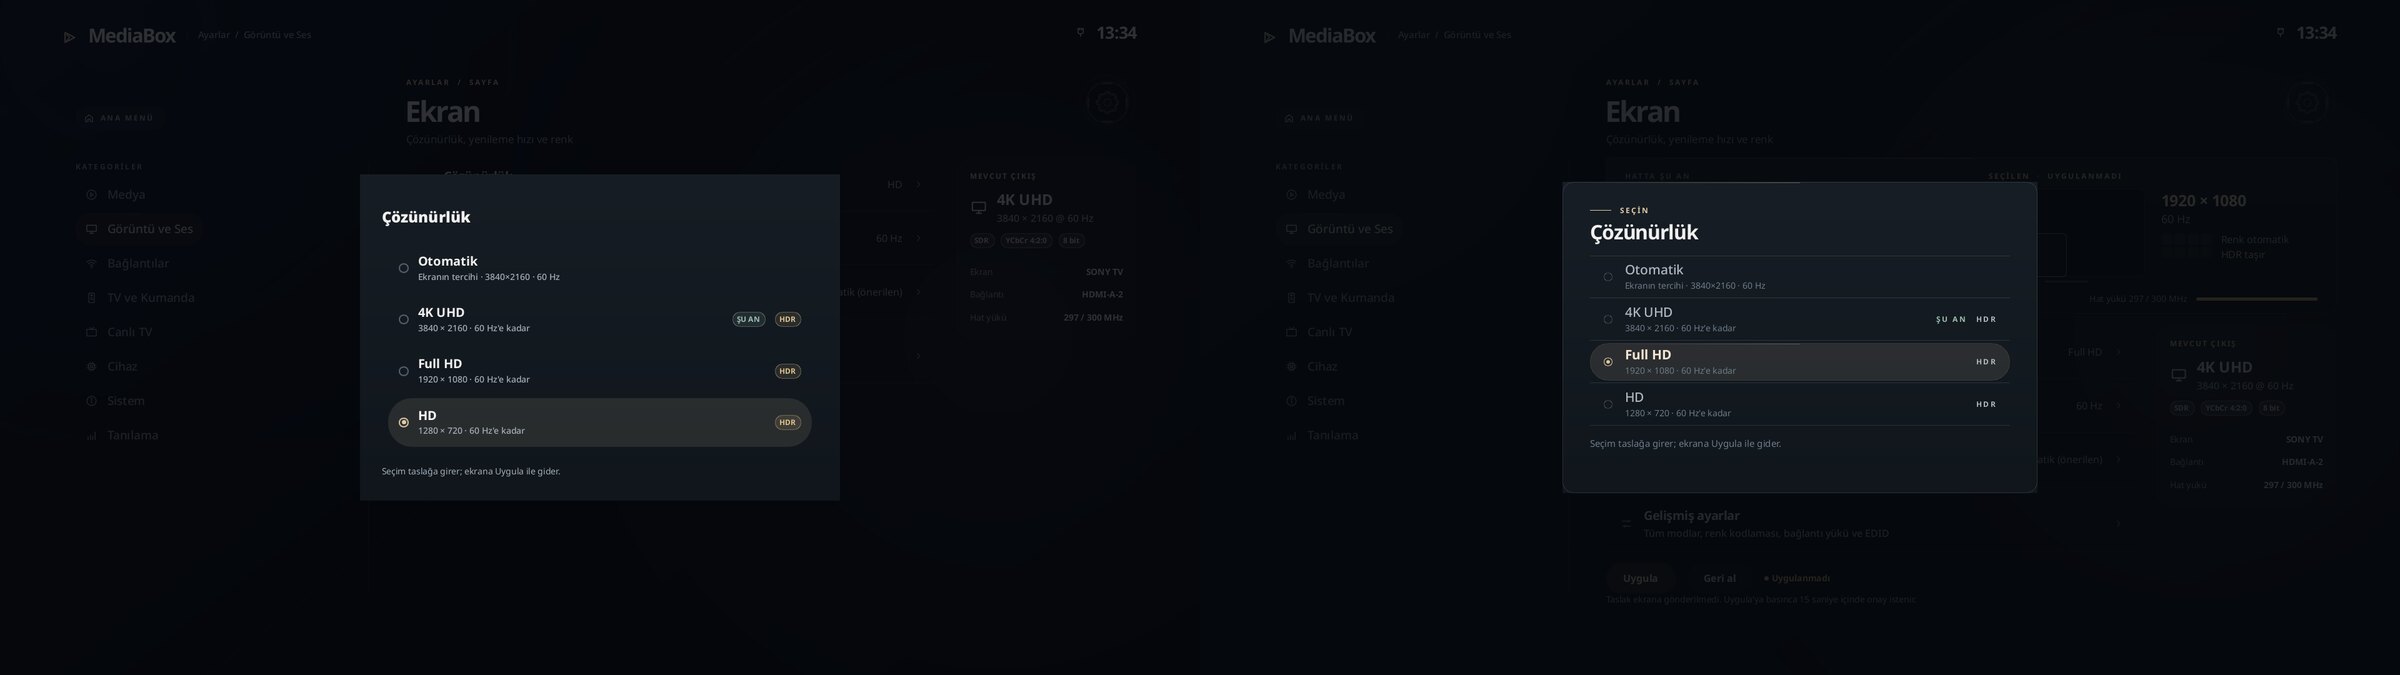 MediaBox
Ayarlar / Görüntü ve Ses
13:34
AYARLAR / SAYFA
Ekran
Çözünürlük, yenileme hızı ve renk
ANA MENÜ
KATEGORİLER
Medya
Görüntü ve Ses
Bağlantılar
TV ve Kumanda
Canlı TV
Cihaz
Sistem
Tanılama
HD
60 Hz
atik (önerilen)
MEVCUT ÇIKIŞ
4K UHD
3840 × 2160 @ 60 Hz
SDR YCbCr 4:2:0 8 bit
Ekran SONY TV
Bağlantı HDMI-A-2
Hat yükü 297 / 300 MHz
Çözünürlük
Otomatik
Ekranın tercihi · 3840×2160 · 60 Hz
4K UHD
3840 × 2160 · 60 Hz'e kadar
ŞU AN HDR
Full HD
1920 × 1080 · 60 Hz'e kadar
HDR
HD
1280 × 720 · 60 Hz'e kadar
HDR
Seçim taslağa girer; ekrana Uygula ile gider.
MediaBox
Ayarlar / Görüntü ve Ses
13:34
AYARLAR / SAYFA
Ekran
Çözünürlük, yenileme hızı ve renk
ANA MENÜ
KATEGORİLER
Medya
Görüntü ve Ses
Bağlantılar
TV ve Kumanda
Canlı TV
Cihaz
Sistem
Tanılama
HATTA ŞU AN
SEÇİLEN · UYGULANMADI
1920 × 1080
60 Hz
Renk otomatik
HDR taşır
Hat yükü 297 / 300 MHz
Full HD
60 Hz
atik (önerilen)
MEVCUT ÇIKIŞ
4K UHD
3840 × 2160 @ 60 Hz
SDR YCbCr 4:2:0 8 bit
Ekran SONY TV
Bağlantı HDMI-A-2
Hat yükü 297 / 300 MHz
SEÇİN
Çözünürlük
Otomatik
Ekranın tercihi · 3840×2160 · 60 Hz
4K UHD
3840 × 2160 · 60 Hz'e kadar
ŞU AN HDR
Full HD
1920 × 1080 · 60 Hz'e kadar
HDR
HD
1280 × 720 · 60 Hz'e kadar
HDR
Seçim taslağa girer; ekrana Uygula ile gider.
Gelişmiş ayarlar
Tüm modlar, renk kodlaması, bağlantı yükü ve EDID
Uygula
Geri al
Uygulanmadı
Taslak ekrana gönderilmedi. Uygula'ya basınca 15 saniye içinde onay istenir.